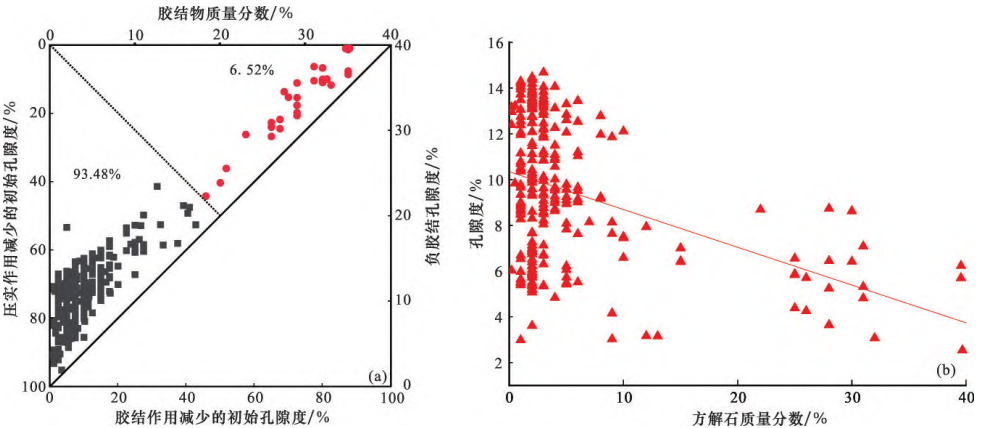 胶结物质量分数/%
0 10 20 30 40
压实作用减少的初始孔隙度/%
0
20
40
60
80
100
6.52%
93.48%
(a)
40
30
20
10
0
负胶结孔隙度/%
0 20 40 60 80 100
胶结作用减少的初始孔隙度/%
孔隙度/%
16
14
12
10
8
6
4
2
(b)
0 10 20 30 40
方解石质量分数/%